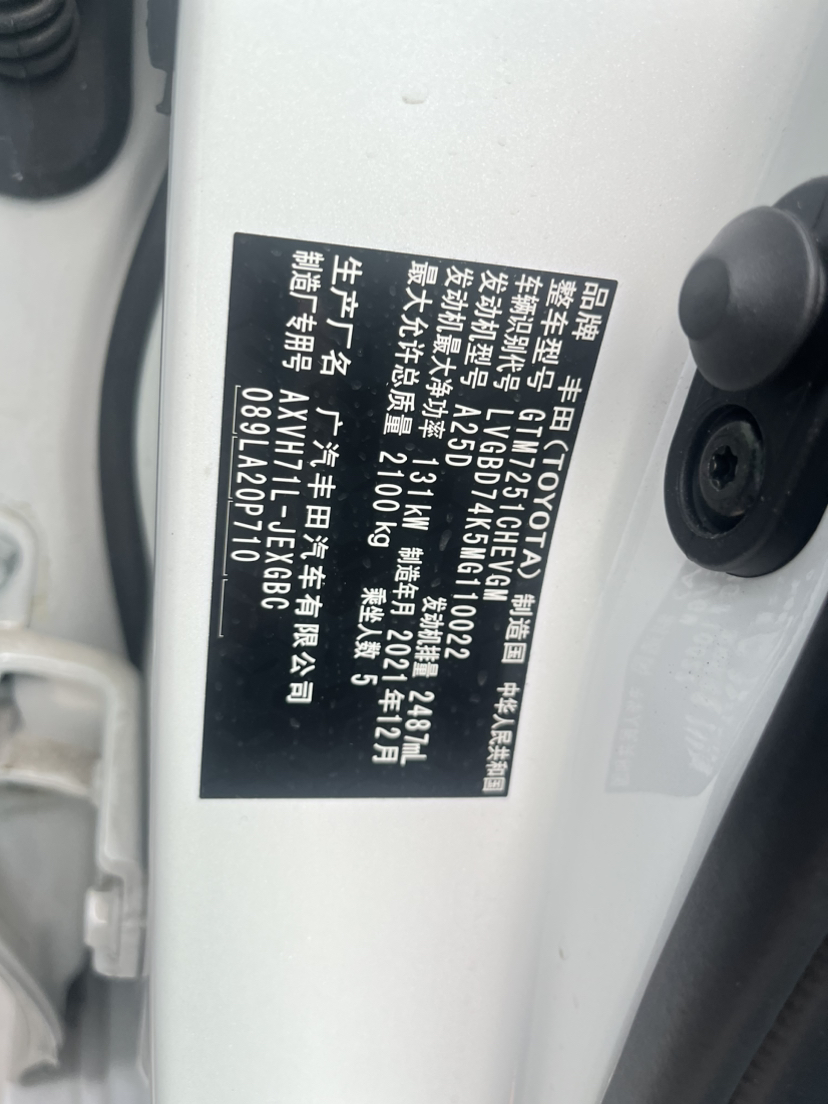 品牌 丰田(TOYOTA) 制造国 中华人民共和国
整车型号 GTM7251CHEVGM
车辆识别代号 LVGBD74K5MG110022
发动机型号 A25D 发动机排量 2487mL
发动机最大净功率 131kW 制造年月 2021年12月
最大允许总质量 2100kg 乘坐人数 5
生产厂名 广汽丰田汽车有限公司
制造厂专用号 AXVH71L-JEXGBC
089LA20P710